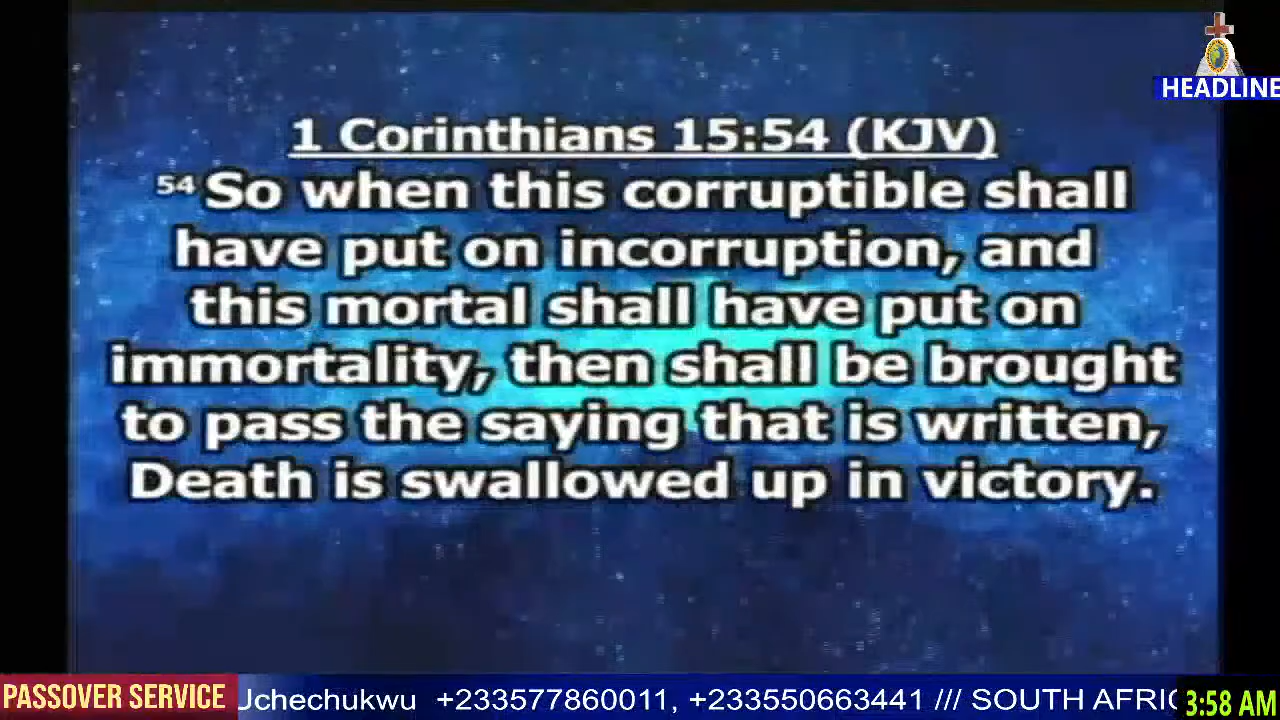 HEADLINE
1 Corinthians 15:54 (KJV)
54 So when this corruptible shall
have put on incorruption, and
this mortal shall have put on
immortality, then shall be brought
to pass the saying that is written,
Death is swallowed up in victory.
PASSOVER SERVICE
Jchechukwu +233577860011, +233550663441 /// SOUTH AFRIC
3:58 AM